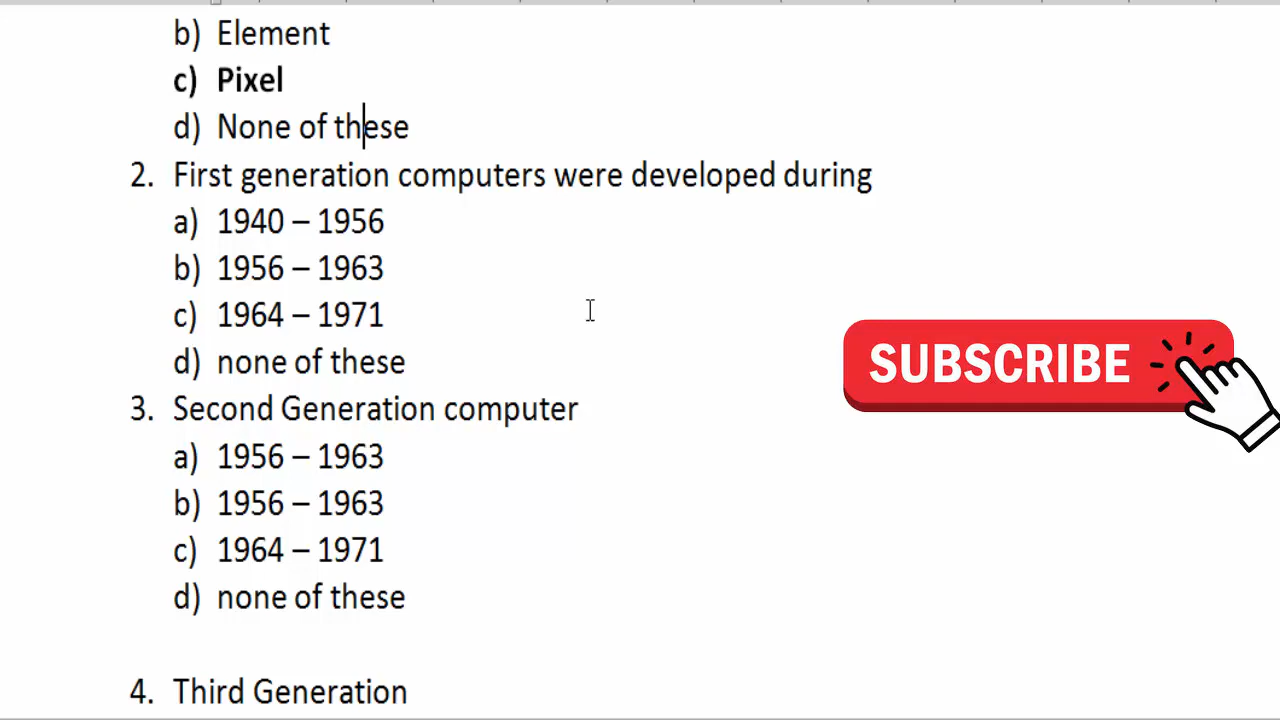 b) Element
c) Pixel
d) None of these
2. First generation computers were developed during
a) 1940 – 1956
b) 1956 – 1963
c) 1964 – 1971
d) none of these
SUBSCRIBE
3. Second Generation computer
a) 1956 – 1963
b) 1956 – 1963
c) 1964 – 1971
d) none of these
4. Third Generation